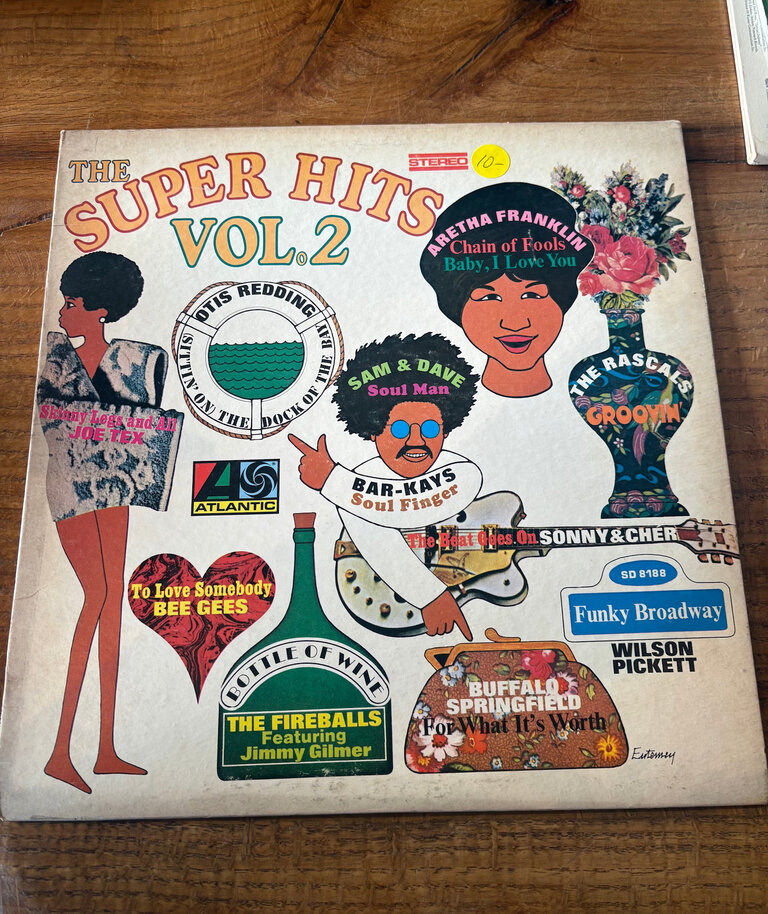 THE
SUPER HITS
VOL. 2
STEREO
10-
ARETHA FRANKLIN
Chain of Fools
Baby, I Love You
OTIS REDDING
SITTIN' ON THE DOCK OF THE BAY
SAM & DAVE
Soul Man
THE RASCALS
GROOVIN'
Skinny Legs and All
JOE TEX
ATLANTIC
BAR-KAYS
Soul Finger
The Beat Goes On SONNY & CHER
To Love Somebody
BEE GEES
SD 8188
Funky Broadway
WILSON
PICKETT
BOTTLE OF WINE
THE FIREBALLS
Featuring
Jimmy Gilmer
BUFFALO
SPRINGFIELD
For What It's Worth